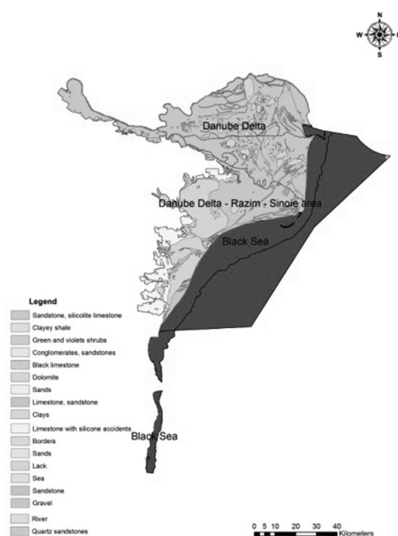 N
W E
S
Danube Delta
Danube Delta - Razim - Sinoie area
Black Sea
Black Sea
Legend
Sandstone, silicolite limestone
Clayey shale
Green and violets shrubs
Conglomerates, sandstones
Black limestone
Dolomite
Sands
Limestone, sandstone
Clays
Limestone with silicone accidents
Borders
Sands
Lack
Sea
Sandstone
Gravel
River
Quartz sandstones
0 5 10 20 30 40
Kilometers